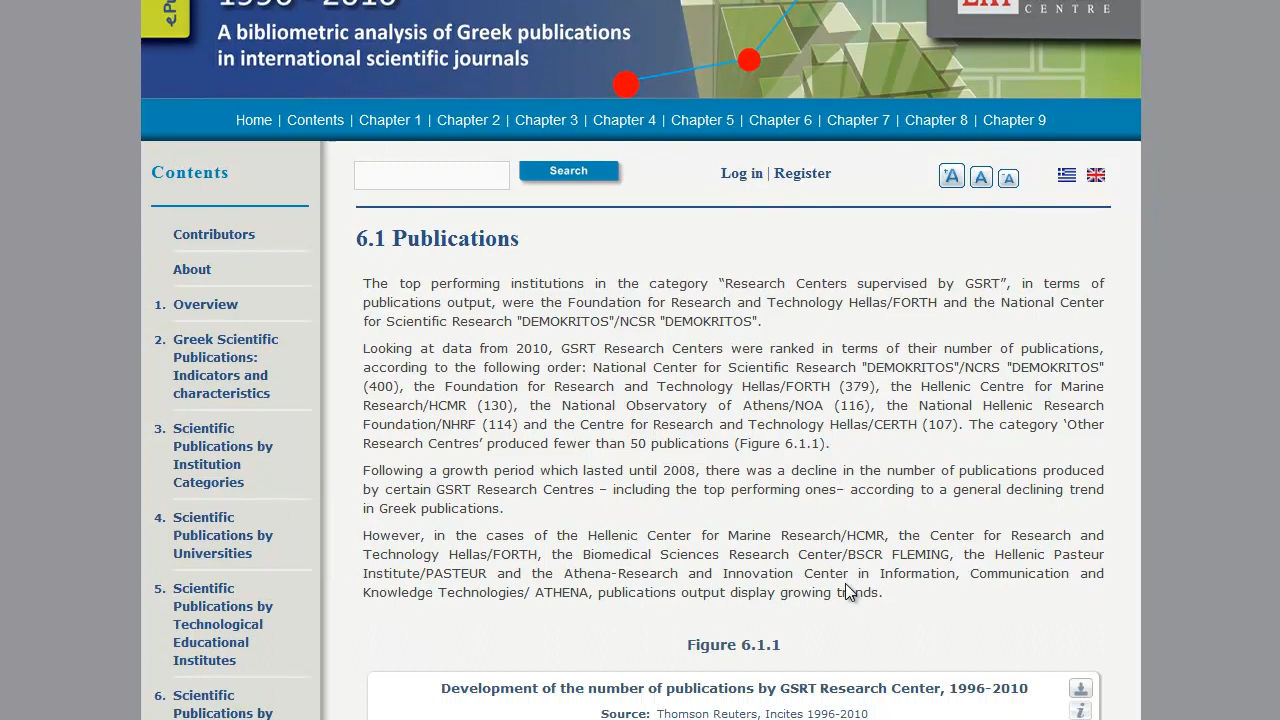 A bibliometric analysis of Greek publications
in international scientific journals
CENTRE
Home | Contents | Chapter 1 | Chapter 2 | Chapter 3 | Chapter 4 | Chapter 5 | Chapter 6 | Chapter 7 | Chapter 8 | Chapter 9
Contents
Search
Log in | Register
+A A -A
Contributors
About
1. Overview
2. Greek Scientific
Publications:
Indicators and
characteristics
3. Scientific
Publications by
Institution
Categories
4. Scientific
Publications by
Universities
5. Scientific
Publications by
Technological
Educational
Institutes
6. Scientific
Publications by
6.1 Publications
The top performing institutions in the category “Research Centers supervised by GSRT”, in terms of
publications output, were the Foundation for Research and Technology Hellas/FORTH and the National Center
for Scientific Research "DEMOKRITOS"/NCSR "DEMOKRITOS".
Looking at data from 2010, GSRT Research Centers were ranked in terms of their number of publications,
according to the following order: National Center for Scientific Research "DEMOKRITOS"/NCRS "DEMOKRITOS"
(400), the Foundation for Research and Technology Hellas/FORTH (379), the Hellenic Centre for Marine
Research/HCMR (130), the National Observatory of Athens/NOA (116), the National Hellenic Research
Foundation/NHRF (114) and the Centre for Research and Technology Hellas/CERTH (107). The category ‘Other
Research Centres’ produced fewer than 50 publications (Figure 6.1.1).
Following a growth period which lasted until 2008, there was a decline in the number of publications produced
by certain GSRT Research Centres – including the top performing ones– according to a general declining trend
in Greek publications.
However, in the cases of the Hellenic Center for Marine Research/HCMR, the Center for Research and
Technology Hellas/FORTH, the Biomedical Sciences Research Center/BSCR FLEMING, the Hellenic Pasteur
Institute/PASTEUR and the Athena-Research and Innovation Center in Information, Communication and
Knowledge Technologies/ ATHENA, publications output display growing trends.
Figure 6.1.1
Development of the number of publications by GSRT Research Center, 1996-2010
Source: Thomson Reuters, Incites 1996-2010